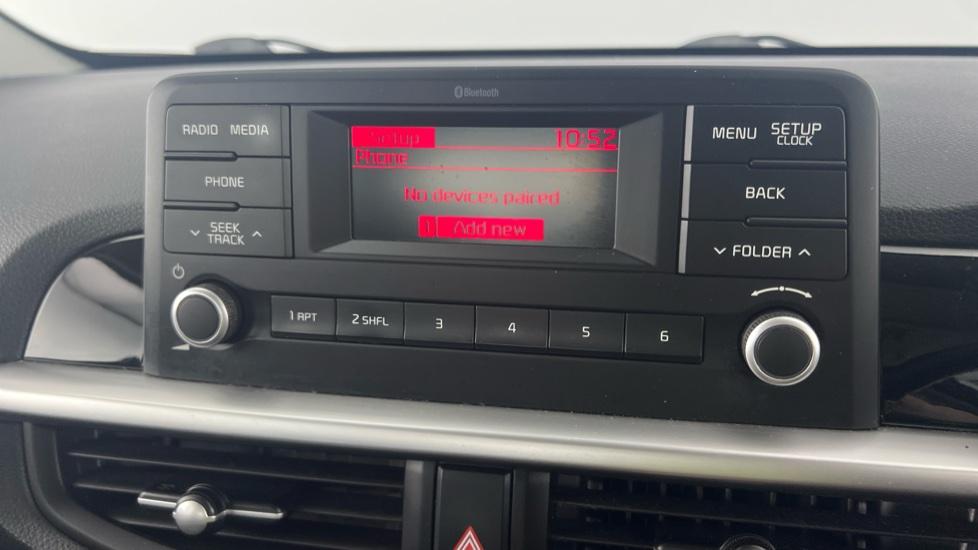 Bluetooth
RADIO MEDIA
PHONE
SEEK
TRACK
Setup 10:52
Phone
No devices paired
1 Add new
MENU SETUP
CLOCK
BACK
FOLDER
1 RPT 2 SHFL 3 4 5 6